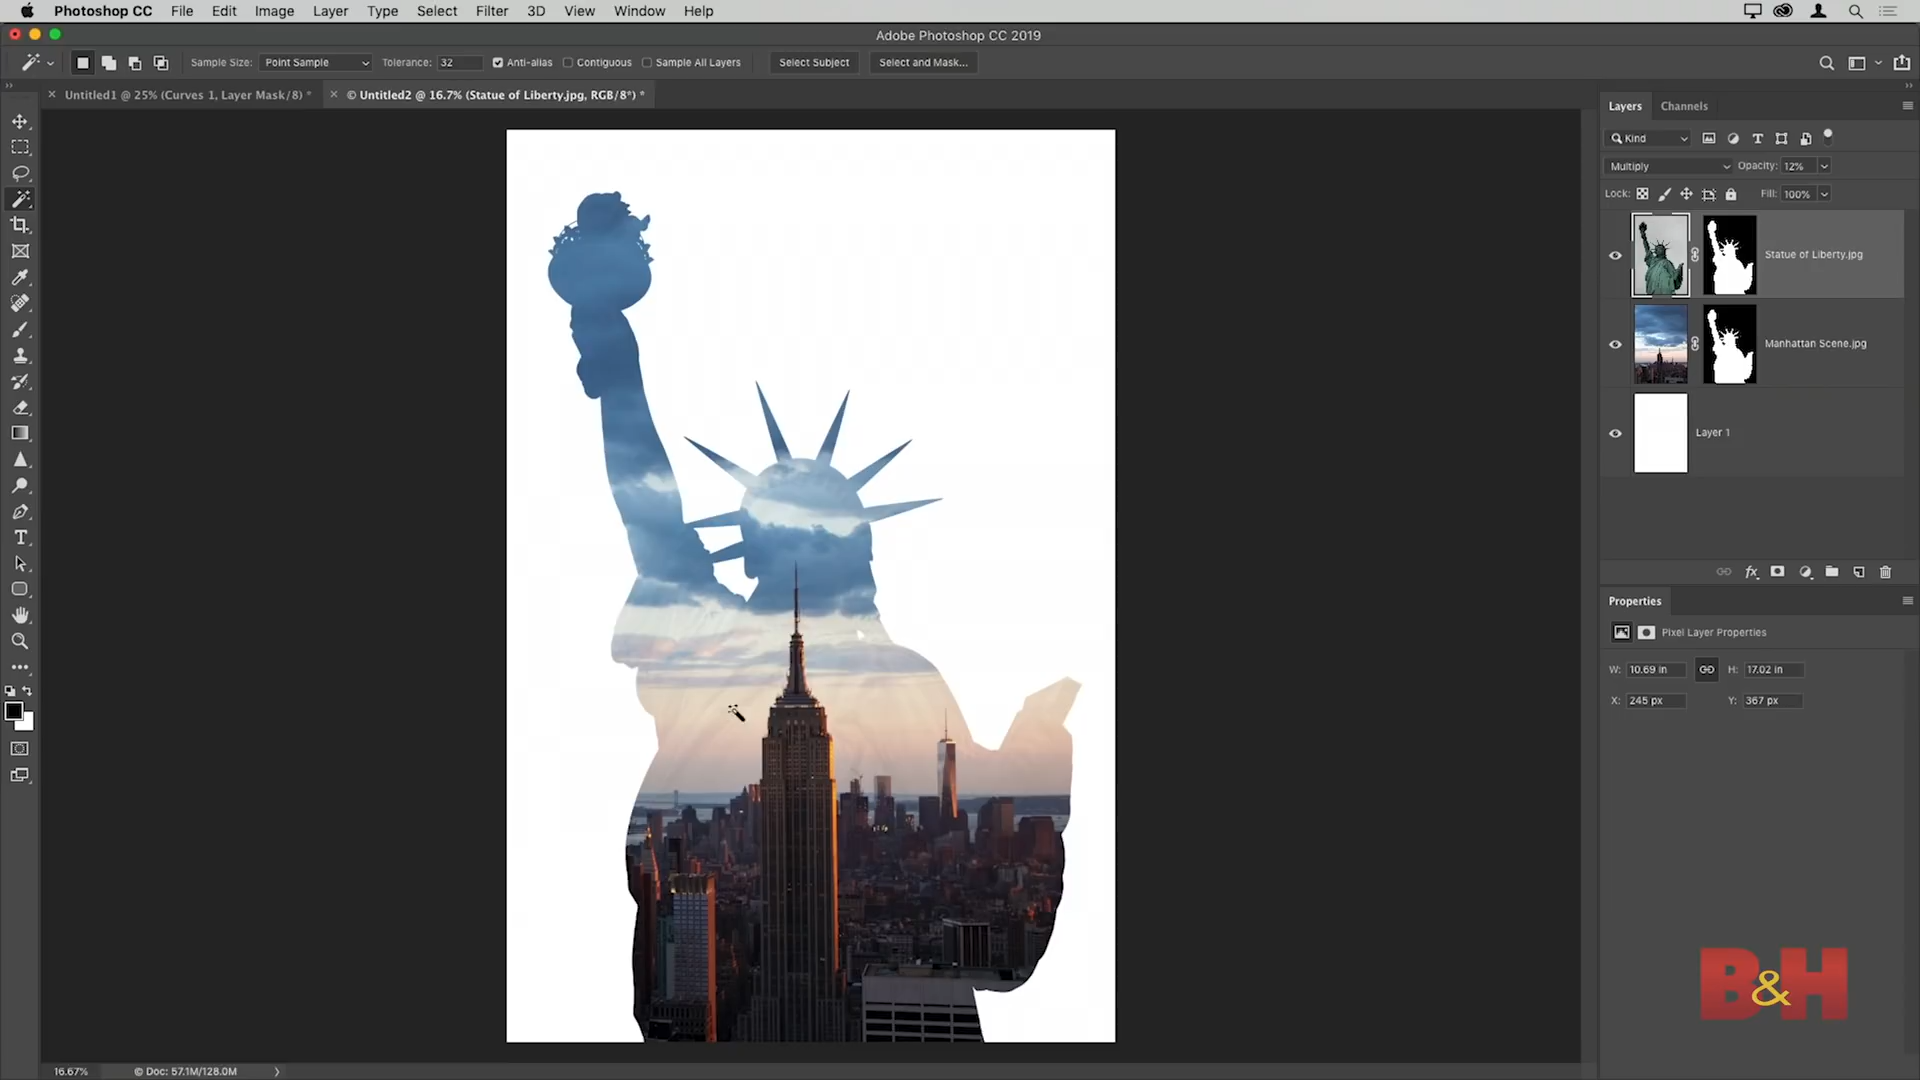 Photoshop CC File Edit Image Layer Type Select Filter 3D View Window Help
Adobe Photoshop CC 2019
Sample Size: Point Sample Tolerance: 32 Anti-alias Contiguous Sample All Layers Select Subject Select and Mask...
Untitled1 @ 25% (Curves 1, Layer Mask/8) *
© Untitled2 @ 16.7% (Statue of Liberty.jpg, RGB/8*) *
Layers Channels
Kind
Multiply Opacity: 12%
Lock: Fill: 100%
Statue of Liberty.jpg
Manhattan Scene.jpg
Layer 1
fx
Properties
Pixel Layer Properties
W: 10.69 in H: 17.02 in
X: 245 px Y: 367 px
B&H
16.67% © Doc: 57.1M/128.0M